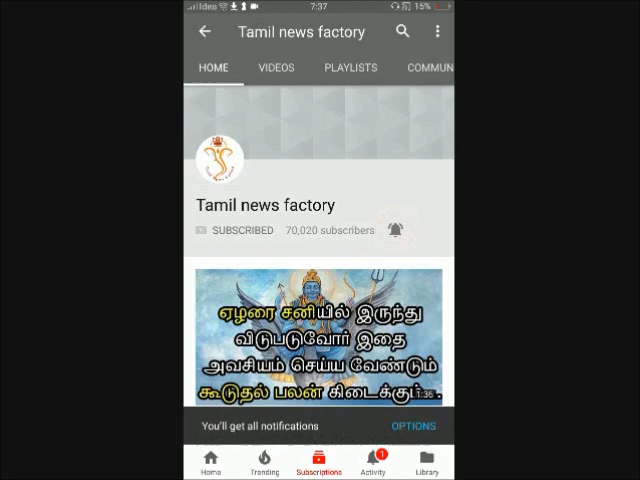 Idea 7:37 15%
Tamil news factory
HOME VIDEOS PLAYLISTS COMMUN
Tamil news factory
SUBSCRIBED 70,020 subscribers
ஏழரை சனியில் இருந்து
விடுபடுவோர் இதை
அவசியம் செய்ய வேண்டும்
கூடுதல் பலன் கிடைக்கும்..
1:36
You'll get all notifications OPTIONS
1
Home Trending Subscriptions Activity Library